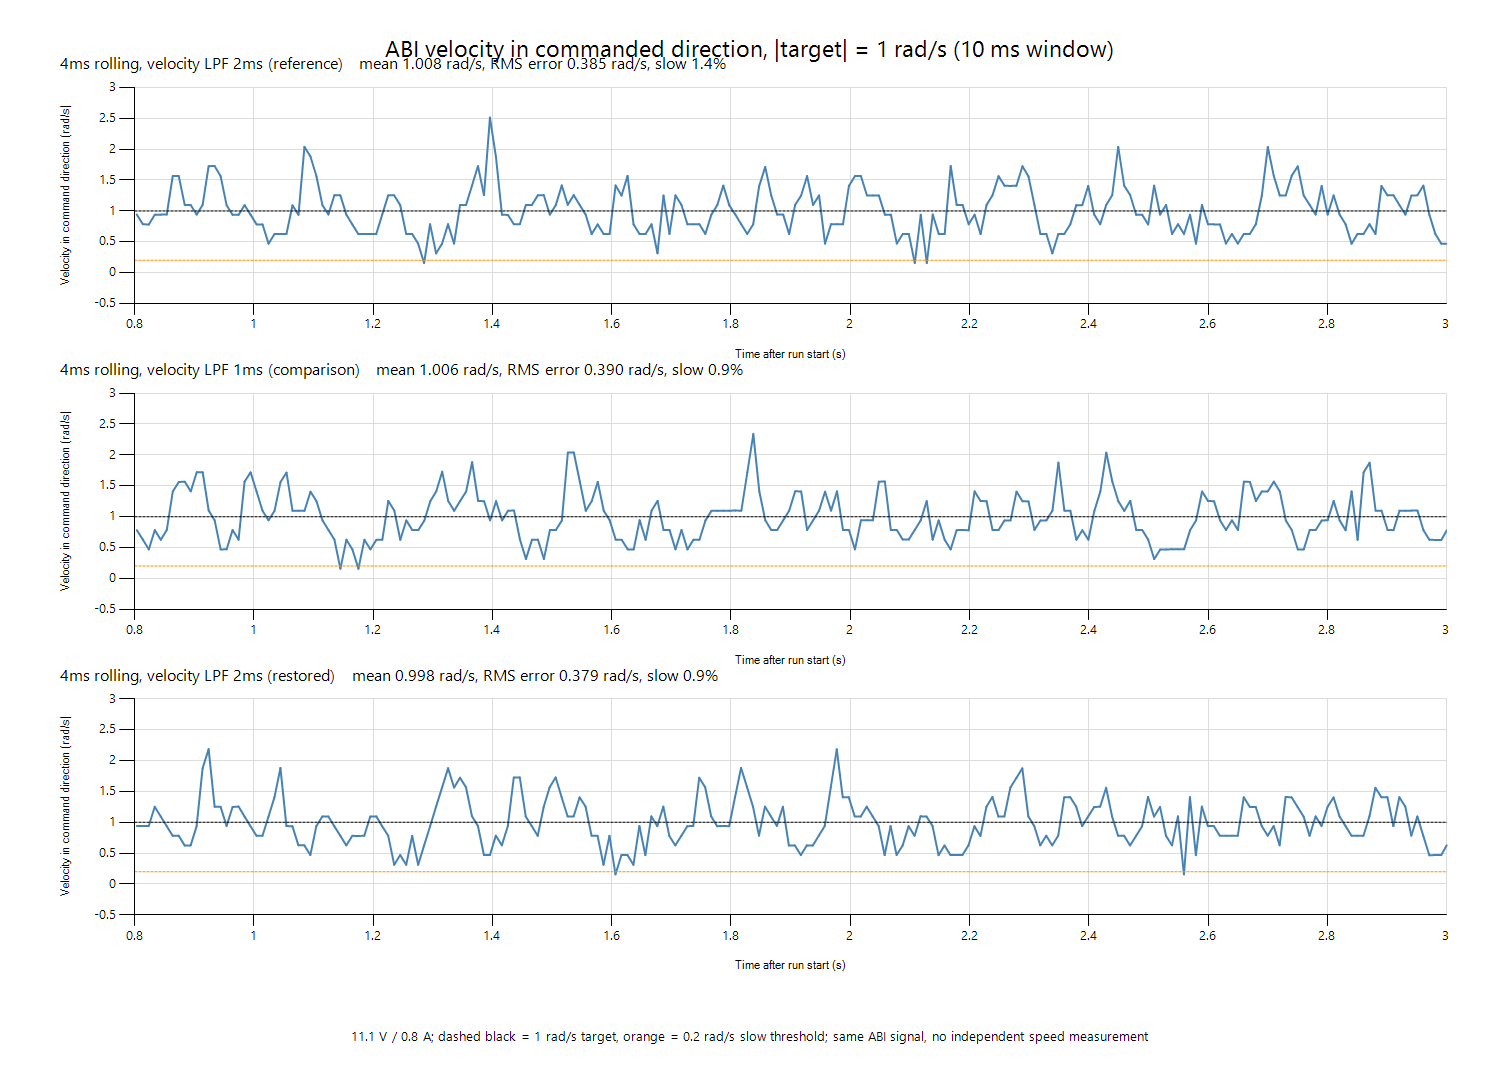 ABI velocity in commanded direction, |target| = 1 rad/s (10 ms window)
4ms rolling, velocity LPF 2ms (reference)    mean 1.008 rad/s, RMS error 0.385 rad/s, slow 1.4%
Velocity in command direction (rad/s)
3
2.5
2
1.5
1
0.5
0
-0.5
0.8 1 1.2 1.4 1.6 1.8 2 2.2 2.4 2.6 2.8 3
Time after run start (s)
4ms rolling, velocity LPF 1ms (comparison)    mean 1.006 rad/s, RMS error 0.390 rad/s, slow 0.9%
Velocity in command direction (rad/s)
3
2.5
2
1.5
1
0.5
0
-0.5
0.8 1 1.2 1.4 1.6 1.8 2 2.2 2.4 2.6 2.8 3
Time after run start (s)
4ms rolling, velocity LPF 2ms (restored)    mean 0.998 rad/s, RMS error 0.379 rad/s, slow 0.9%
Velocity in command direction (rad/s)
3
2.5
2
1.5
1
0.5
0
-0.5
0.8 1 1.2 1.4 1.6 1.8 2 2.2 2.4 2.6 2.8 3
Time after run start (s)
11.1 V / 0.8 A; dashed black = 1 rad/s target, orange = 0.2 rad/s slow threshold; same ABI signal, no independent speed measurement